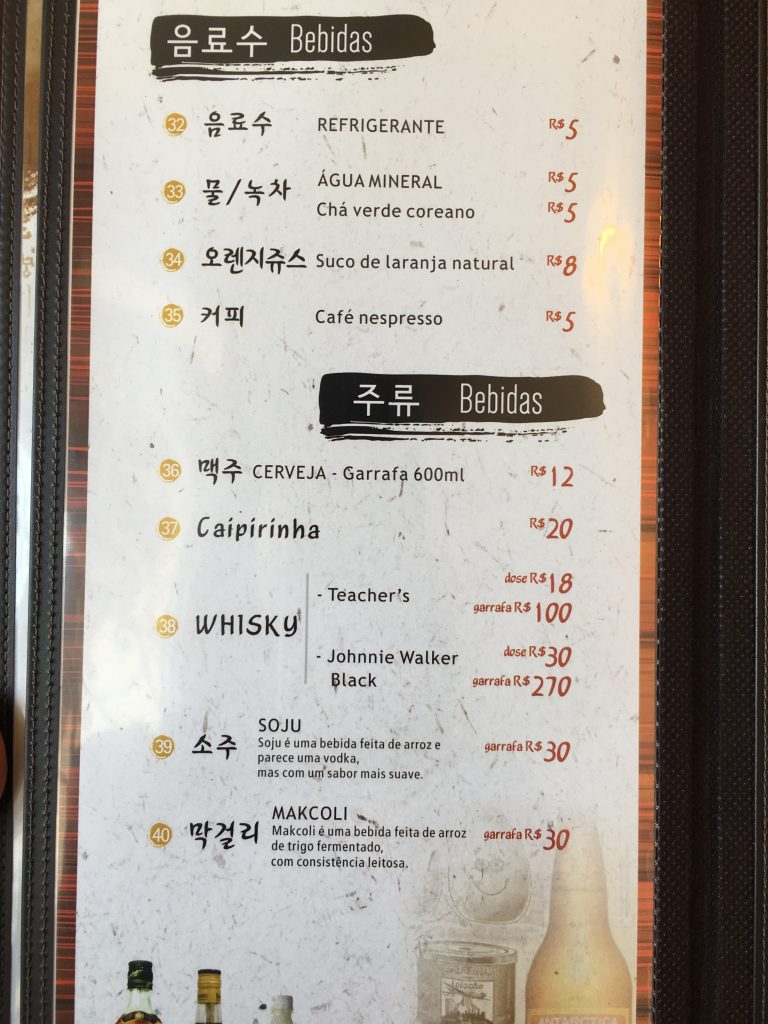 음료수 Bebidas
32 음료수 REFRIGERANTE R$ 5
33 물/녹차 ÁGUA MINERAL R$ 5
Chá verde coreano R$ 5
34 오렌지쥬스 Suco de laranja natural R$ 8
35 커피 Café nespresso R$ 5
주류 Bebidas
36 맥주 CERVEJA - Garrafa 600ml R$ 12
37 Caipirinha R$ 20
38 WHISKY
- Teacher's dose R$ 18
garrafa R$ 100
- Johnnie Walker dose R$ 30
Black garrafa R$ 270
39 소주 SOJU
Soju é uma bebida feita de arroz e
parece uma vodka, garrafa R$ 30
mas com um sabor mais suave.
40 막걸리 MAKCOLI
Makcoli é uma bebida feita de arroz garrafa R$ 30
de trigo fermentado,
com consistência leitosa.
ANTARCTICA